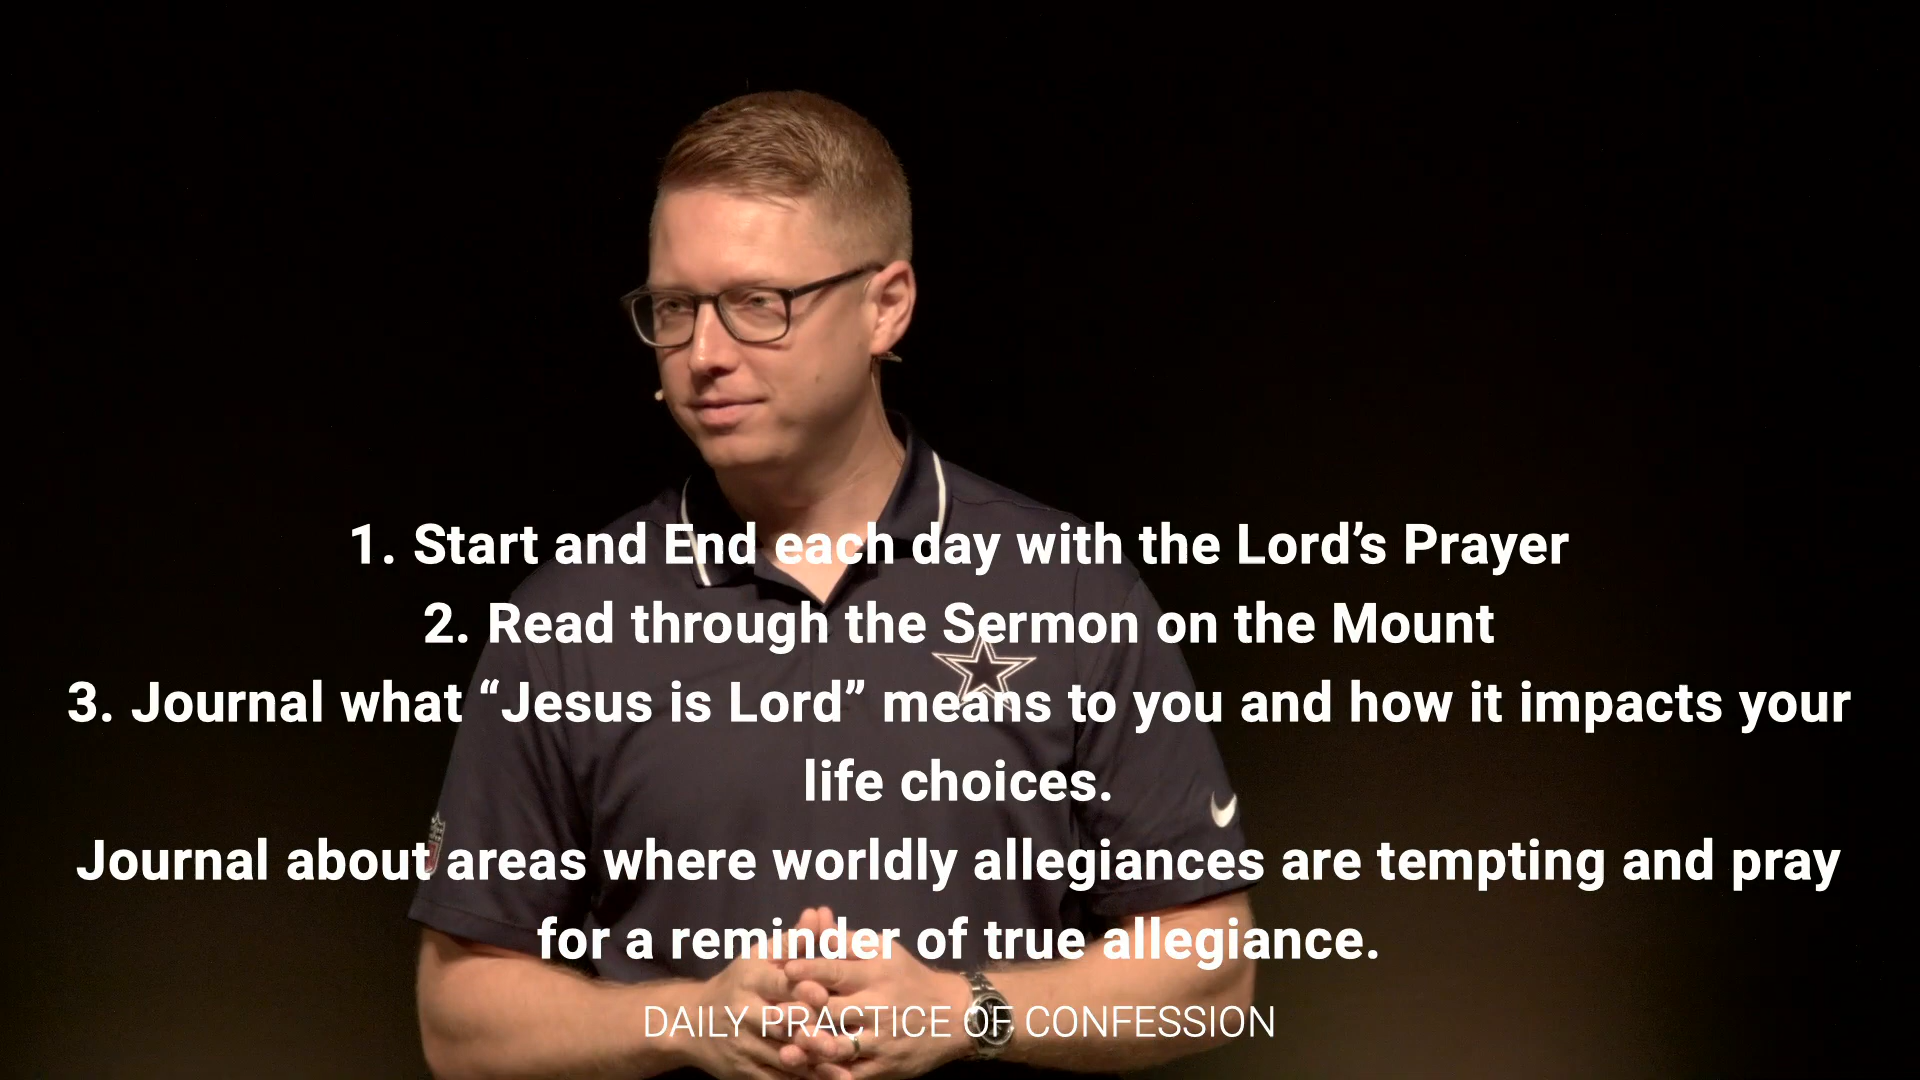 1. Start and End each day with the Lord’s Prayer
2. Read through the Sermon on the Mount
3. Journal what “Jesus is Lord” means to you and how it impacts your
life choices.
Journal about areas where worldly allegiances are tempting and pray
for a reminder of true allegiance.
DAILY PRACTICE OF CONFESSION